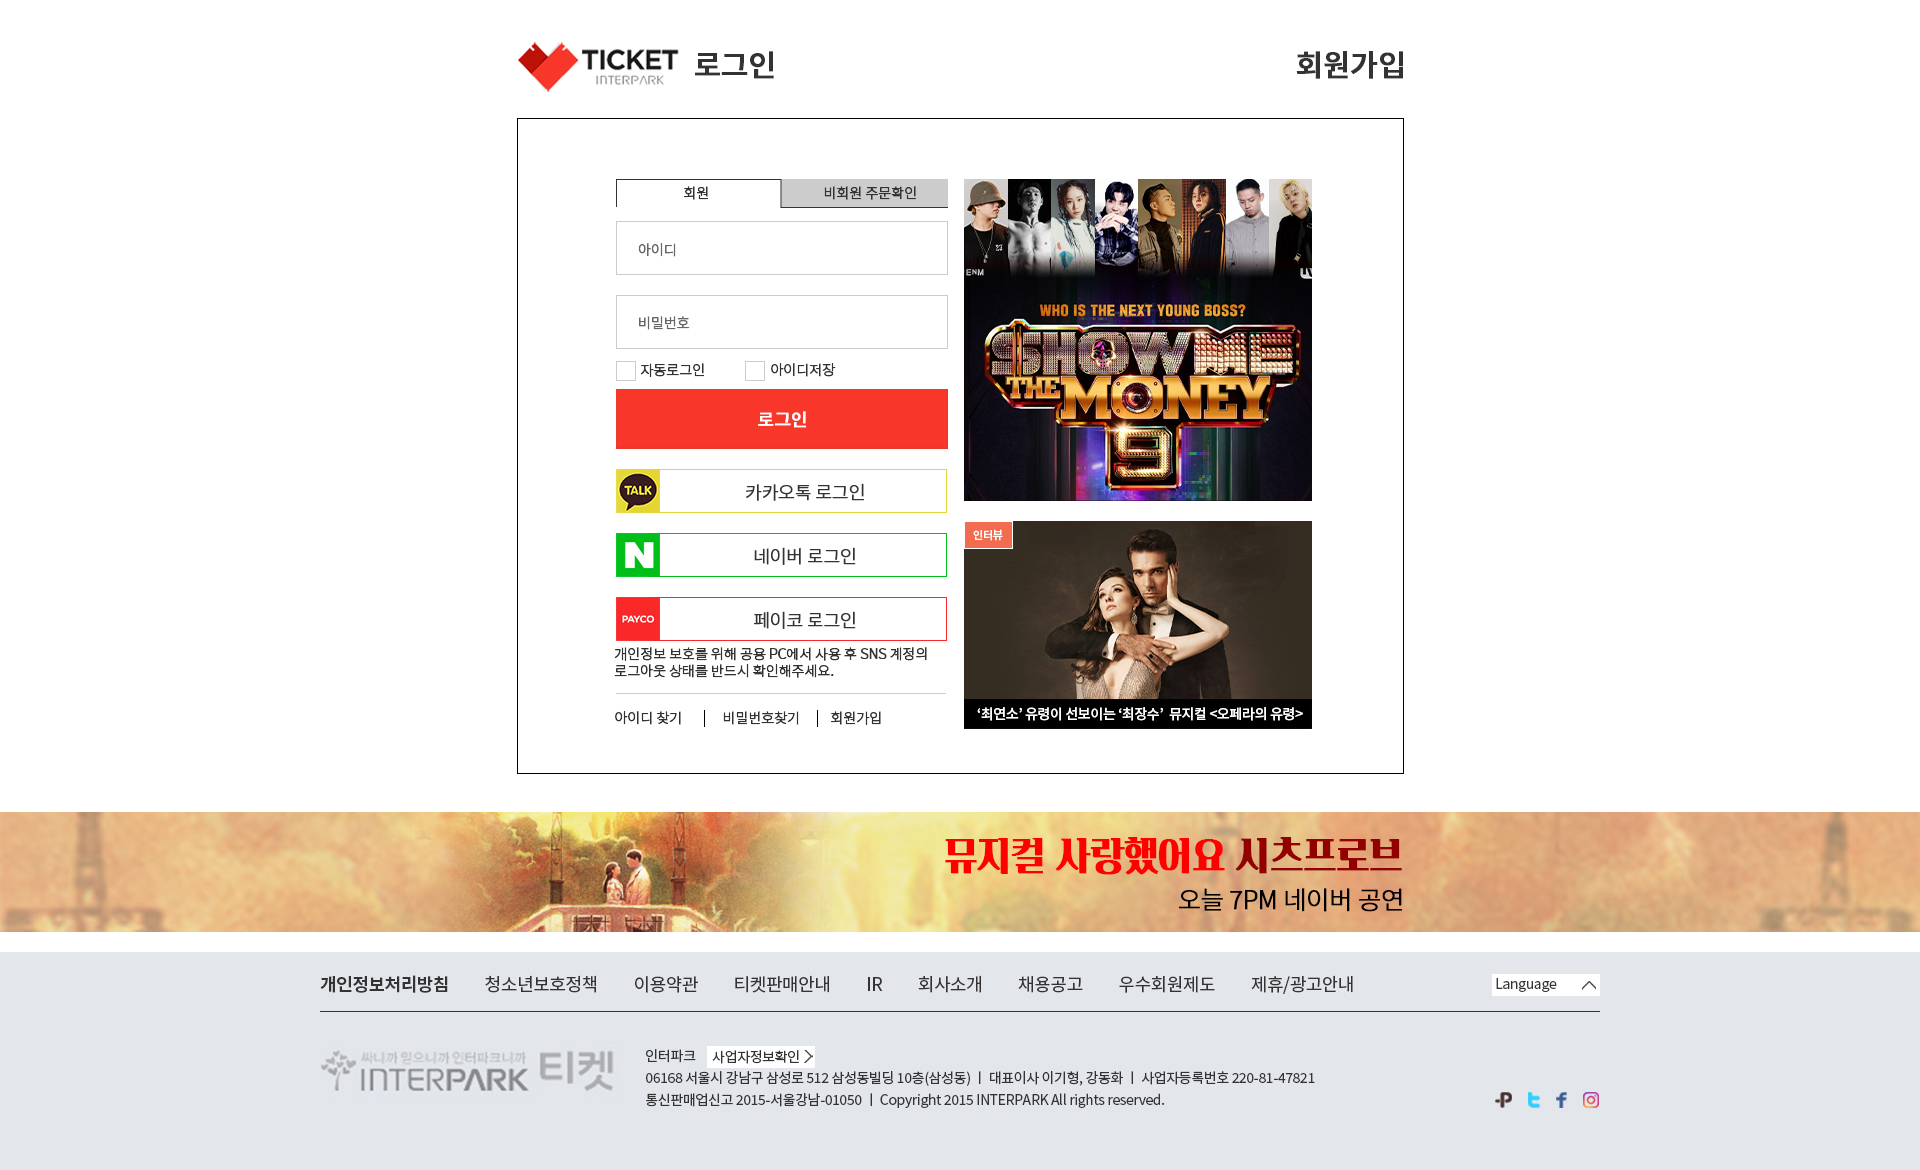 TICKET
INTERPARK
로그인
회원가입
회원
비회원 주문확인
아이디
비밀번호
자동로그인
아이디저장
로그인
TALK
카카오톡 로그인
N
네이버 로그인
PAYCO
페이코 로그인
개인정보 보호를 위해 공용 PC에서 사용 후 SNS 계정의
로그아웃 상태를 반드시 확인해주세요.
아이디 찾기
비밀번호찾기
회원가입
ENM
WHO IS THE NEXT YOUNG BOSS?
SHOW ME
THE MONEY
9
인터뷰
‘최연소’ 유령이 선보이는 ‘최장수’ 뮤지컬 <오페라의 유령>
뮤지컬 사랑했어요 시츠프로브
오늘 7PM 네이버 공연
개인정보처리방침 청소년보호정책 이용약관 티켓판매안내 IR 회사소개 채용공고 우수회원제도 제휴/광고안내
Language
싸니까 믿으니까 인터파크니까
INTERPARK 티켓
인터파크 사업자정보확인 >
06168 서울시 강남구 삼성로 512 삼성동빌딩 10층(삼성동) ㅣ 대표이사 이기형, 강동화 ㅣ 사업자등록번호 220-81-47821
통신판매업신고 2015-서울강남-01050 ㅣ Copyright 2015 INTERPARK All rights reserved.